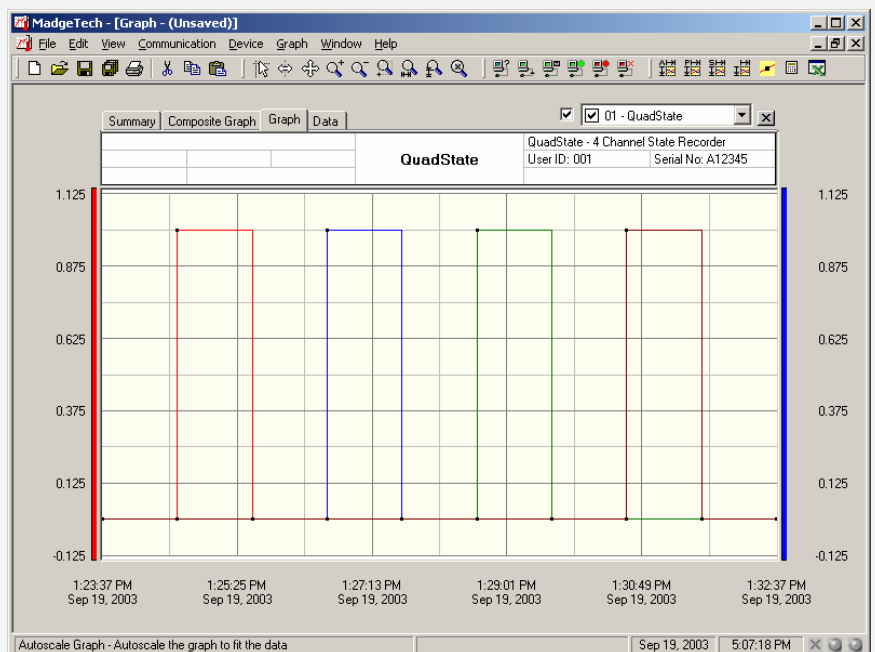 MadgeTech - [Graph - (Unsaved)]
File Edit View Communication Device Graph Window Help
Summary Composite Graph Graph Data 01 - QuadState
QuadState
QuadState - 4 Channel State Recorder
User ID: 001 Serial No: A12345
1.125 1.125
0.875 0.875
0.625 0.625
0.375 0.375
0.125 0.125
-0.125 -0.125
1:23:37 PM 1:25:25 PM 1:27:13 PM 1:29:01 PM 1:30:49 PM 1:32:37 PM
Sep 19, 2003 Sep 19, 2003 Sep 19, 2003 Sep 19, 2003 Sep 19, 2003 Sep 19, 2003
Autoscale Graph - Autoscale the graph to fit the data Sep 19, 2003 5:07:18 PM